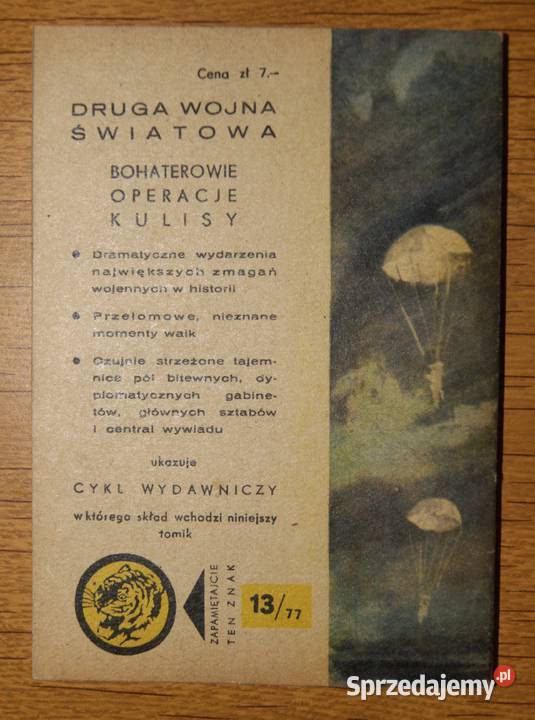 Cena zł 7.–
DRUGA WOJNA
ŚWIATOWA
BOHATEROWIE
OPERACJE
KULISY
● Dramatyczne wydarzenia
największych zmagań
wojennych w historii
● Przełomowe, nieznane
momenty walk
● Czujnie strzeżone tajem-
nice pól bitewnych, dy-
plomatycznych gabine-
tów, głównych sztabów
i central wywiadu
ukazuje
CYKL WYDAWNICZY
w którego skład wchodzi niniejszy
tomik
ZAPAMIĘTAJCIE
TEN ZNAK
13/77
Sprzedajemy.pl